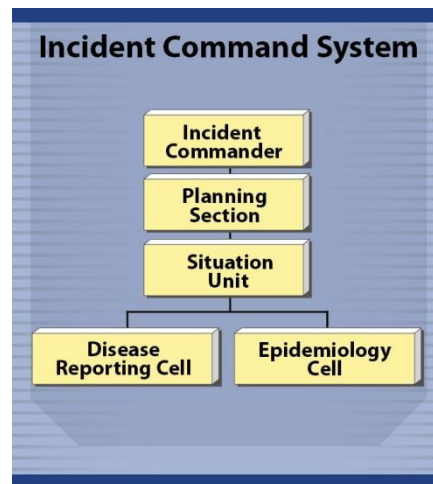 Incident Command System
Incident
Commander
Planning
Section
Situation
Unit
Disease
Reporting Cell
Epidemiology
Cell